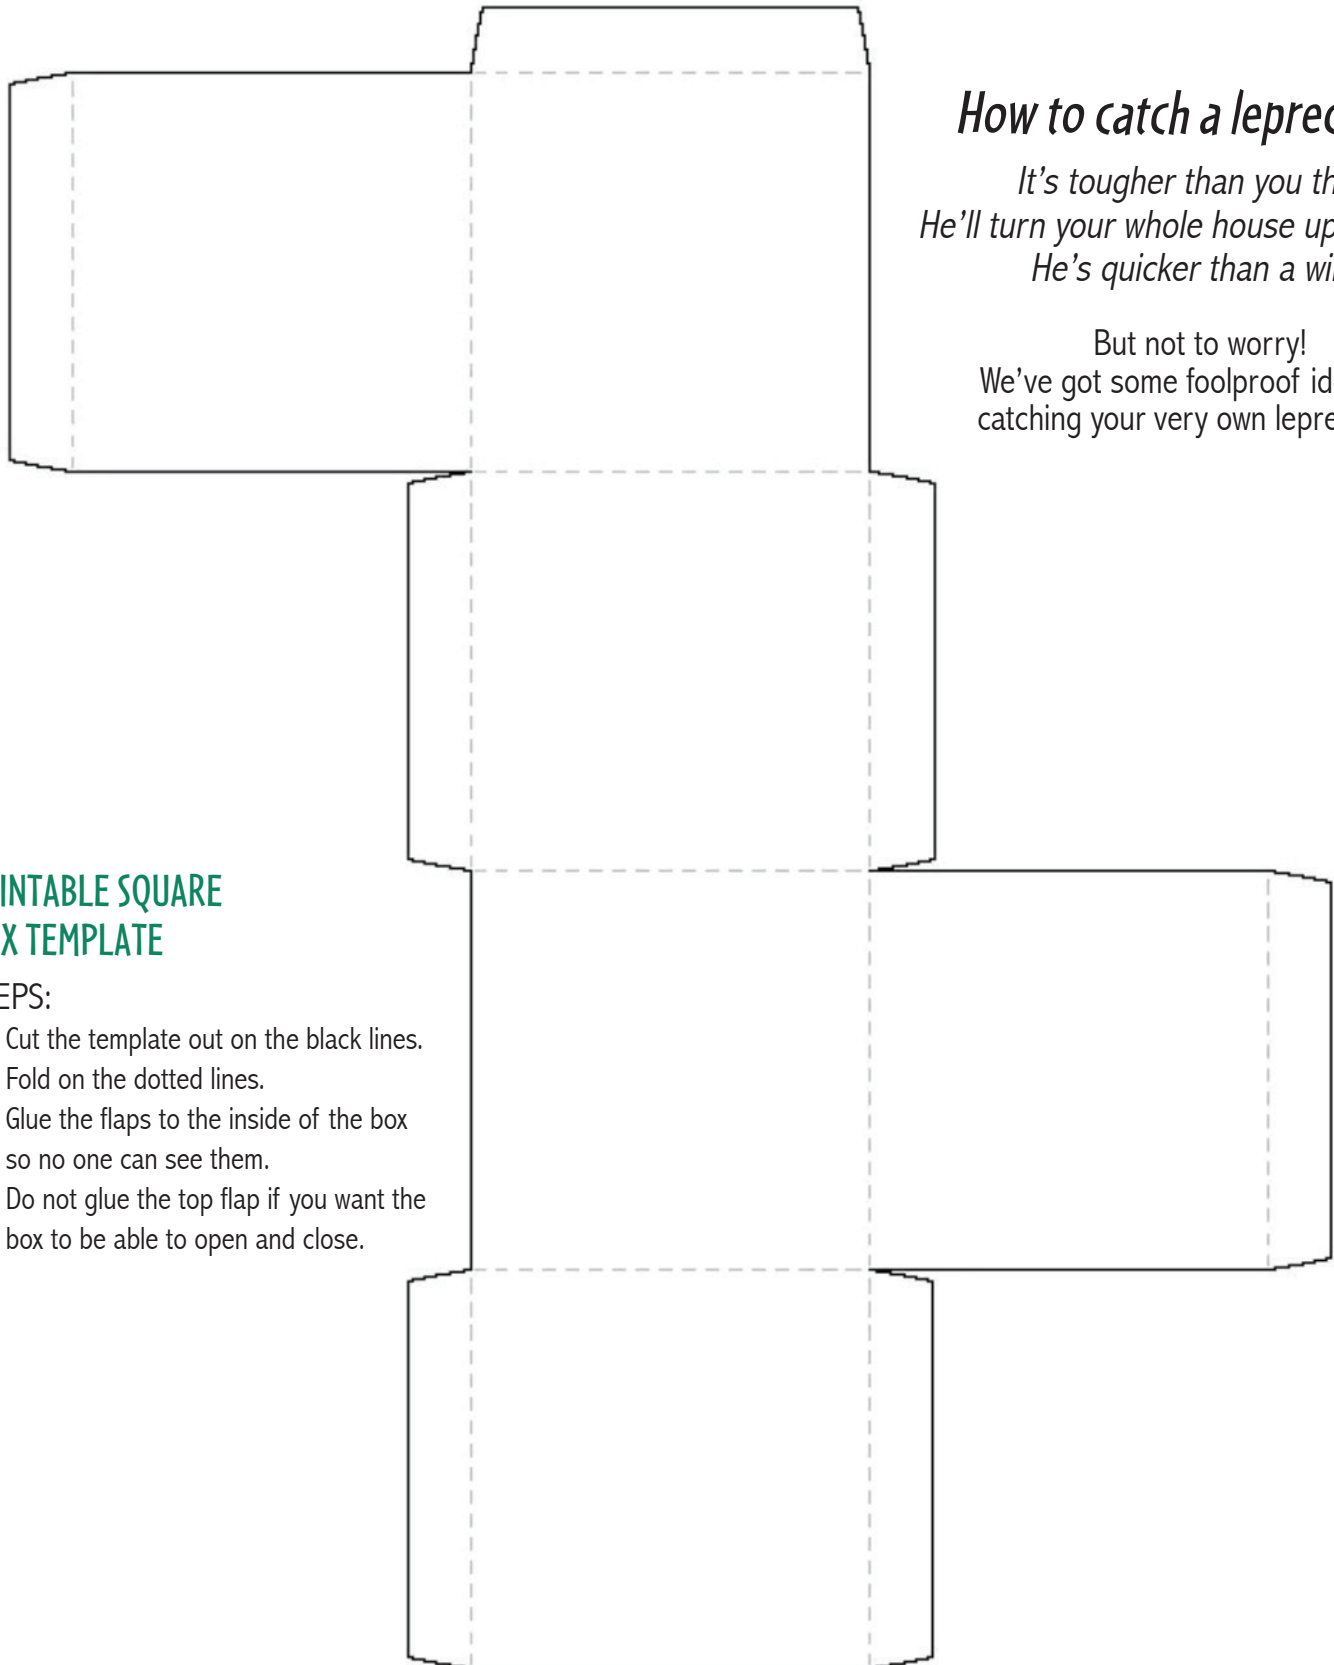 How to catch a leprec
It's tougher than you th
He'll turn your whole house up
He's quicker than a wi
But not to worry!
We've got some foolproof id
catching your very own lepre
INTABLE SQUARE
X TEMPLATE
EPS:
Cut the template out on the black lines.
Fold on the dotted lines.
Glue the flaps to the inside of the box
so no one can see them.
Do not glue the top flap if you want the
box to be able to open and close.